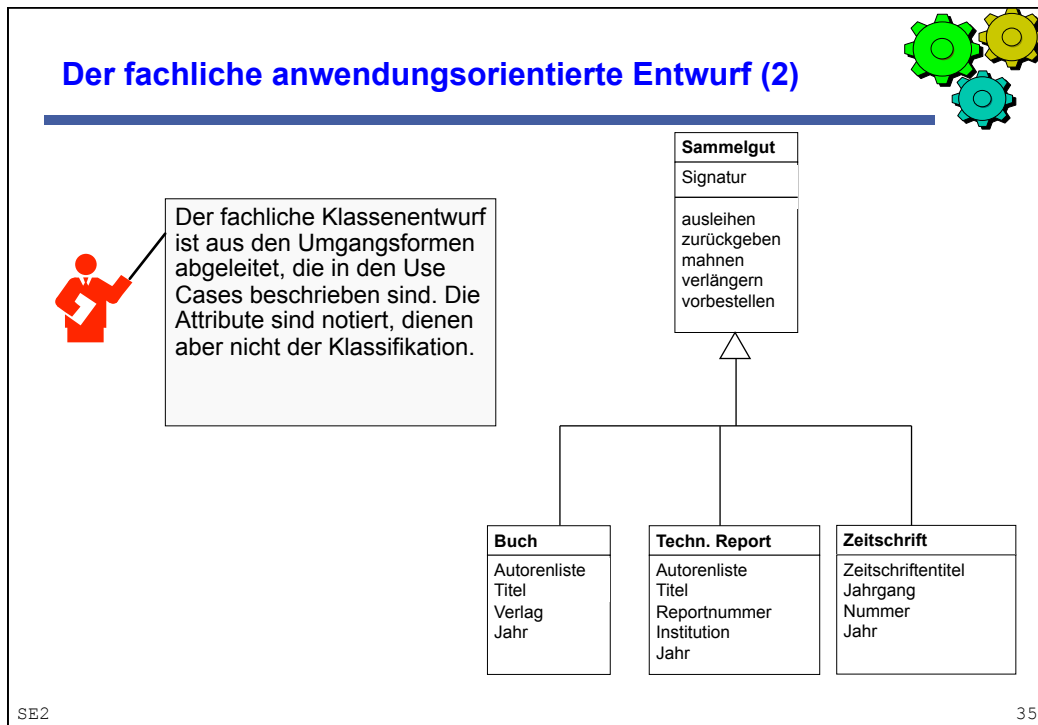 Der fachliche anwendungsorientierte Entwurf (2)
Der fachliche Klassenentwurf
ist aus den Umgangsformen
abgeleitet, die in den Use
Cases beschrieben sind. Die
Attribute sind notiert, dienen
aber nicht der Klassifikation.
Sammelgut
Signatur
ausleihen
zurückgeben
mahnen
verlängern
vorbestellen
Buch
Autorenliste
Titel
Verlag
Jahr
Techn. Report
Autorenliste
Titel
Reportnummer
Institution
Jahr
Zeitschrift
Zeitschriftentitel
Jahrgang
Nummer
Jahr
SE2
35